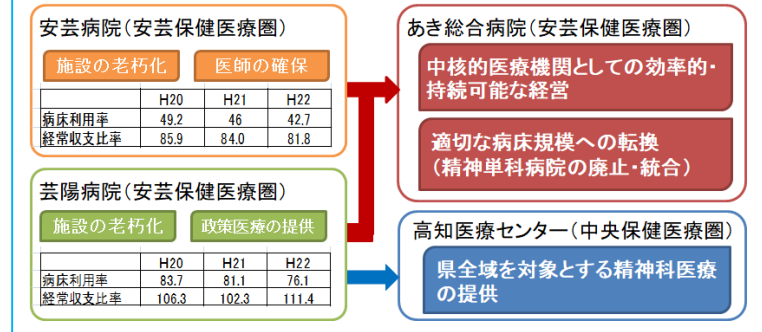 安芸病院(安芸保健医療圏)
施設の老朽化
医師の確保
H20 H21 H22
病床利用率 49.2 46 42.7
経常収支比率 85.9 84.0 81.8
芸陽病院(安芸保健医療圏)
施設の老朽化
政策医療の提供
H20 H21 H22
病床利用率 83.7 81.1 76.1
経常収支比率 106.3 102.3 111.4
あき総合病院(安芸保健医療圏)
中核的医療機関としての効率的・
持続可能な経営
適切な病床規模への転換
(精神単科病院の廃止・統合)
高知医療センター(中央保健医療圏)
県全域を対象とする精神科医療
の提供